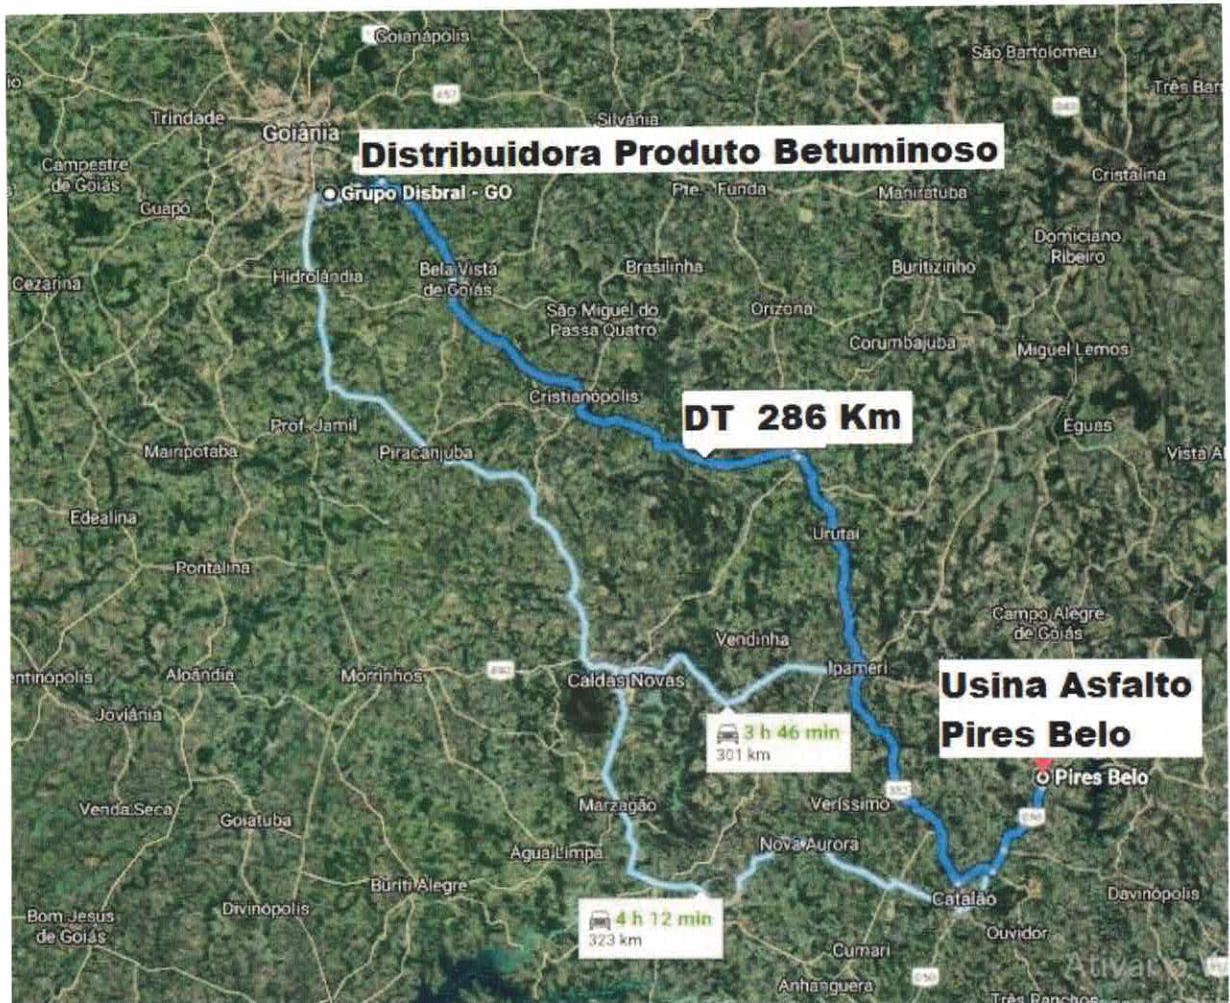 Goianápolis
São Bartolomeu
Trindade
Goiânia
Silvânia
Distribuidora Produto Betuminoso
Campestre
de Goiás
Cristalina
Grupo Disbral - GO
Pte. Funda
Maniratuba
Guapó
Domiciano
Ribeiro
Cezarina
Hidrolândia
Bela Vista
de Goiás
Brasilinha
Buritizinho
São Miguel do
Passa Quatro
Orizona
Corumbajuba
Miguel Lemos
Cristianópolis
DT 286 Km
Prof. Jamil
Éguas
Mairipotaba
Piracanjuba
Vista Al
Edealina
Urutaí
Pontalina
Campo Alegre
de Goiás
Vendinha
entinópolis
Aloândia
Morrinhos
Caldas Novas
Ipameri
Usina Asfalto
Pires Belo
Joviânia
3 h 46 min
301 km
Pires Belo
Venda Seca
Marzagão
Veríssimo
Goiatuba
Nova Aurora
Água Limpa
Buriti Alegre
Catalão
Davinópolis
Divinópolis
Bom Jesus
de Goiás
4 h 12 min
323 km
Ouvidor
Cumari
Ativar o
050
Anhanguera
Três Ranchos